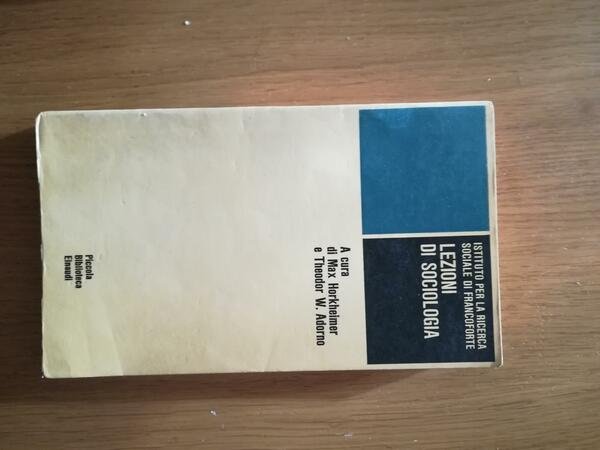 ISTITUTO PER LA RICERCA
SOCIALE DI FRANCOFORTE
LEZIONI
DI SOCIOLOGIA
A cura
di Max Horkheimer
e Theodor W. Adorno
Piccola
Biblioteca
Einaudi